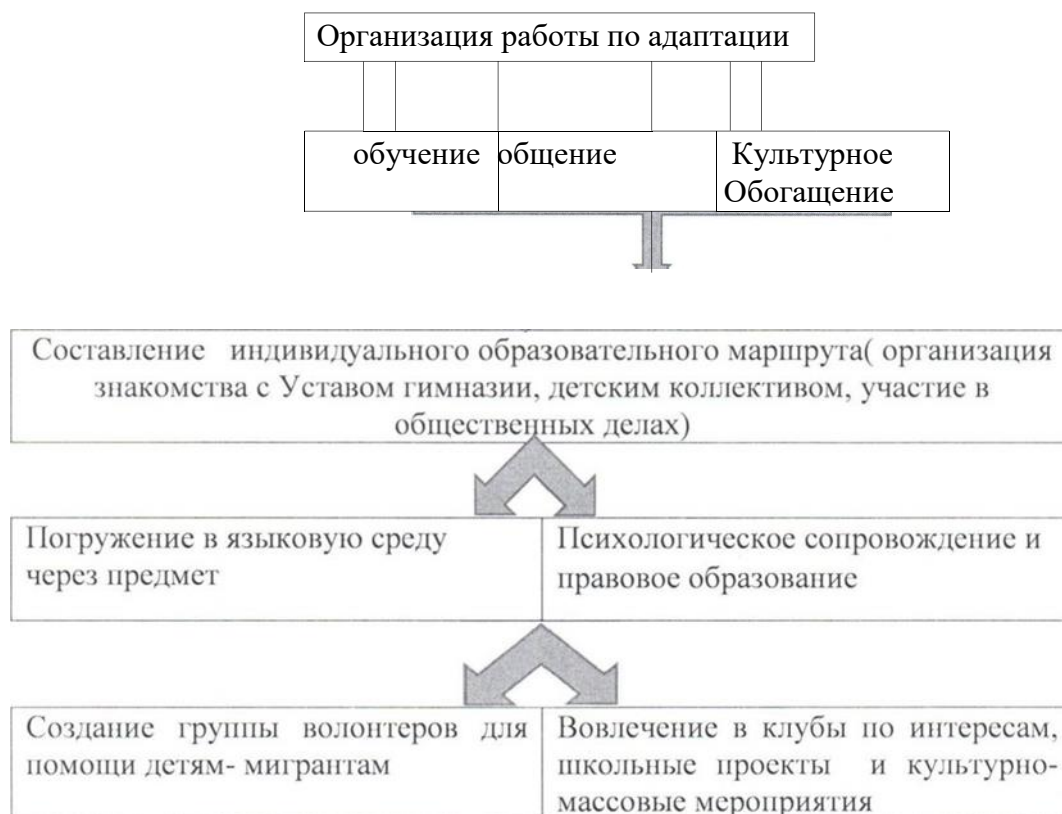 Организация работы по адаптации
обучение общение Культурное
Обогащение
Составление индивидуального образовательного маршрута( организация
знакомства с Уставом гимназии, детским коллективом, участие в
общественных делах)
Погружение в языковую среду
через предмет
Психологическое сопровождение и
правовое образование
Создание группы волонтеров для
помощи детям- мигрантам
Вовлечение в клубы по интересам,
школьные проекты и культурно-
массовые мероприятия